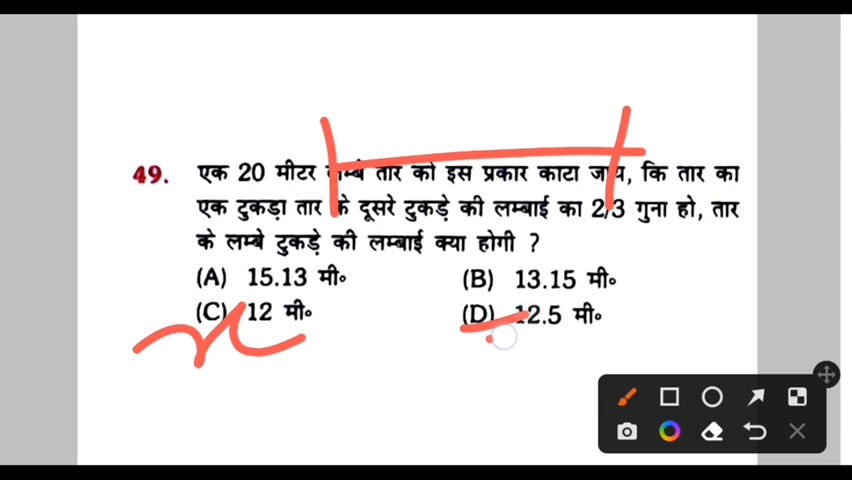 49. एक 20 मीटर लम्बे तार को इस प्रकार काटा जाय, कि तार का
एक टुकड़ा तार के दूसरे टुकड़े की लम्बाई का 2/3 गुना हो, तार
के लम्बे टुकड़े की लम्बाई क्या होगी ?
(A) 15.13 मी॰ (B) 13.15 मी॰
(C) 12 मी॰ (D) 12.5 मी॰